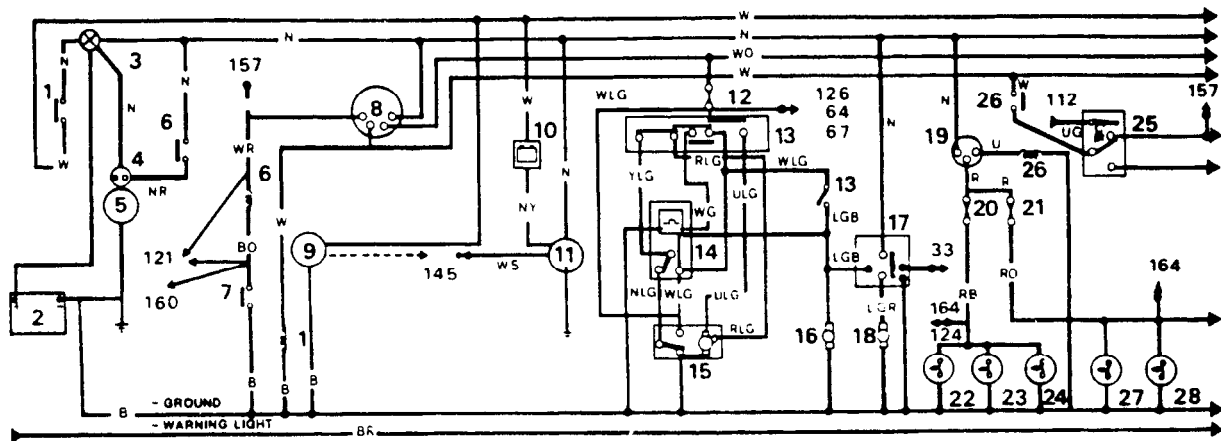 W
N
WO
W
157
WLG
126
64
67
112
157
1
N
3
N
N
6
8
W
10
12
13
N
N
19
26
W
UG
25
W
4
WR
6
N
RLG
WLG
U
26
NR
5
YLG
ULG
13
R
R
WG
LGB
17
20
21
W
NY
9
11
14
LGB
33
BO
121
145
WS
RO
164
160
7
NLG
WLG
ULG
RB
2
LGR
164
124
1
RLG
16
18
15
B
B
B
22
23
24
27
28
B
- GROUND
- WARNING LIGHT
BR